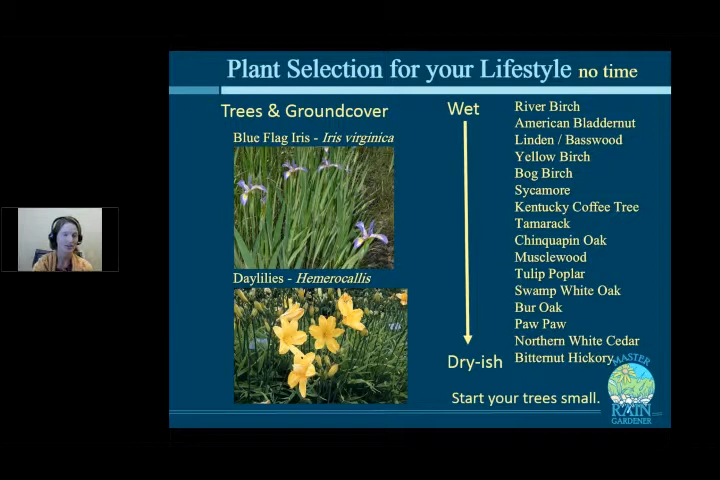 Plant Selection for your Lifestyle no time
Trees & Groundcover
Blue Flag Iris - Iris virginica
Daylilies - Hemerocallis
Wet
Dry-ish
River Birch
American Bladdernut
Linden / Basswood
Yellow Birch
Bog Birch
Sycamore
Kentucky Coffee Tree
Tamarack
Chinquapin Oak
Musclewood
Tulip Poplar
Swamp White Oak
Bur Oak
Paw Paw
Northern White Cedar
Bitternut Hickory
Start your trees small.
MASTER
RAIN
GARDENER